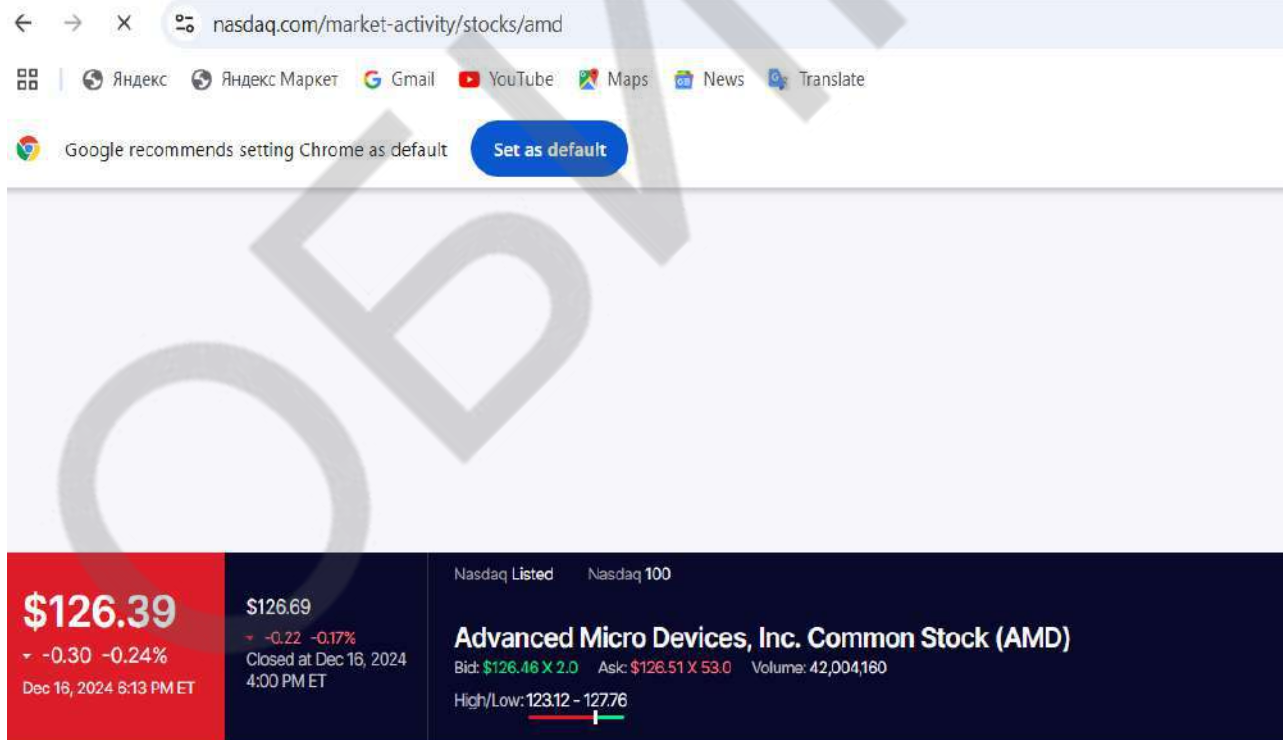 nasdaq.com/market-activity/stocks/amd
Яндекс Яндекс Маркет Gmail YouTube Maps News Translate
Google recommends setting Chrome as default Set as default
ОБИ
$126.39
-0.30 -0.24%
Dec 16, 2024 6:13 PM ET
$126.69
-0.22 -0.17%
Closed at Dec 16, 2024
4:00 PM ET
Nasdaq Listed Nasdaq 100
Advanced Micro Devices, Inc. Common Stock (AMD)
Bid: $126.46 X 2.0 Ask: $126.51 X 53.0 Volume: 42,004,160
High/Low: 123.12 - 127.76